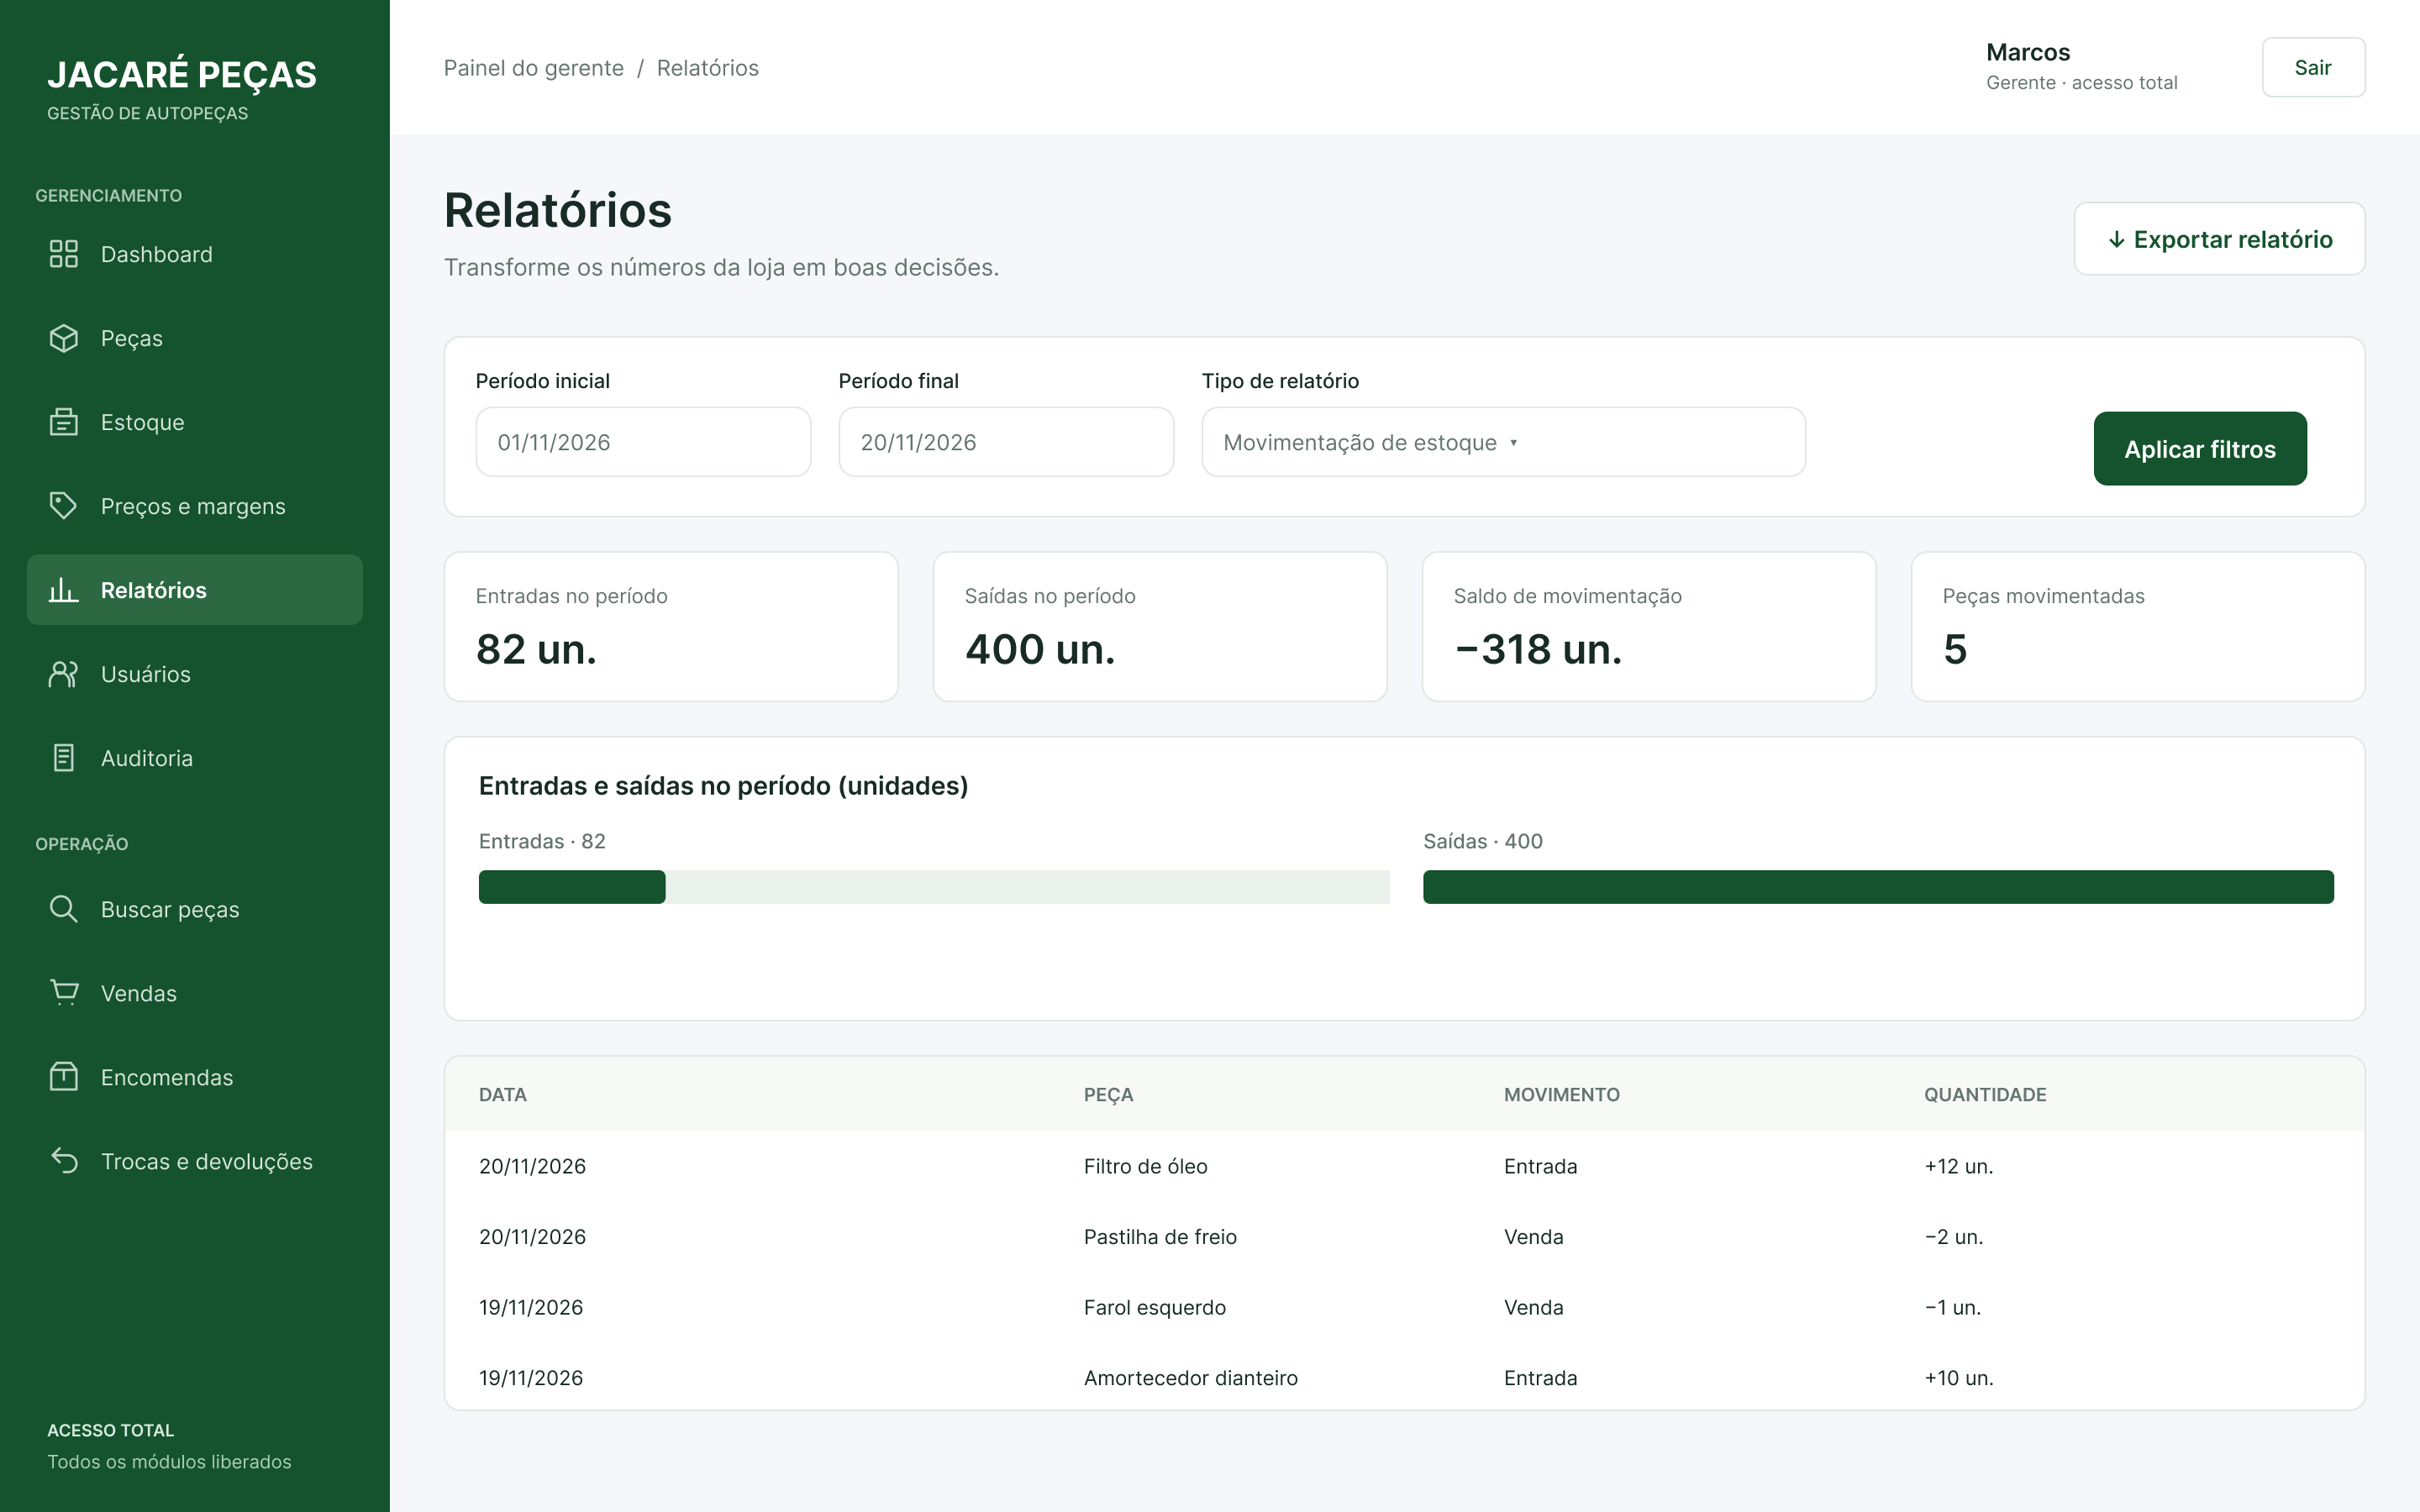 JACARÉ PEÇAS
GESTÃO DE AUTOPEÇAS
GERENCIAMENTO
Dashboard
Peças
Estoque
Preços e margens
Relatórios
Usuários
Auditoria
OPERAÇÃO
Buscar peças
Vendas
Encomendas
Trocas e devoluções
ACESSO TOTAL
Todos os módulos liberados
Painel do gerente / Relatórios
Marcos
Gerente · acesso total
Sair
Relatórios
Transforme os números da loja em boas decisões.
↓ Exportar relatório
Período inicial
01/11/2026
Período final
20/11/2026
Tipo de relatório
Movimentação de estoque ▾
Aplicar filtros
Entradas no período
82 un.
Saídas no período
400 un.
Saldo de movimentação
−318 un.
Peças movimentadas
5
Entradas e saídas no período (unidades)
Entradas · 82
Saídas · 400
DATA PEÇA MOVIMENTO QUANTIDADE
20/11/2026 Filtro de óleo Entrada +12 un.
20/11/2026 Pastilha de freio Venda −2 un.
19/11/2026 Farol esquerdo Venda −1 un.
19/11/2026 Amortecedor dianteiro Entrada +10 un.